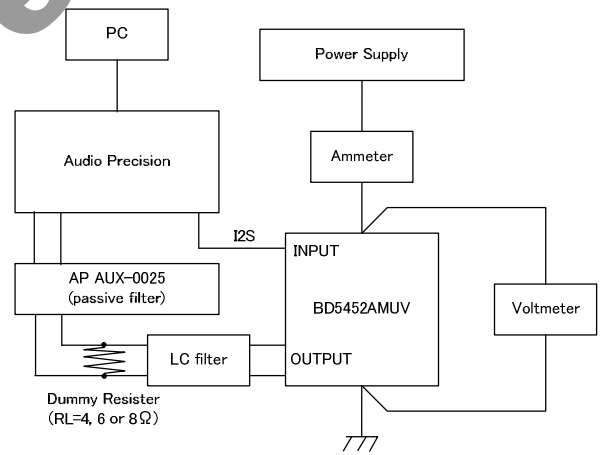 PC
Power Supply
Audio Precision
Ammeter
I2S
INPUT
AP AUX-0025
(passive filter)
BD5452AMUV
Voltmeter
LC filter
OUTPUT
Dummy Resister
(RL=4, 6 or 8Ω)